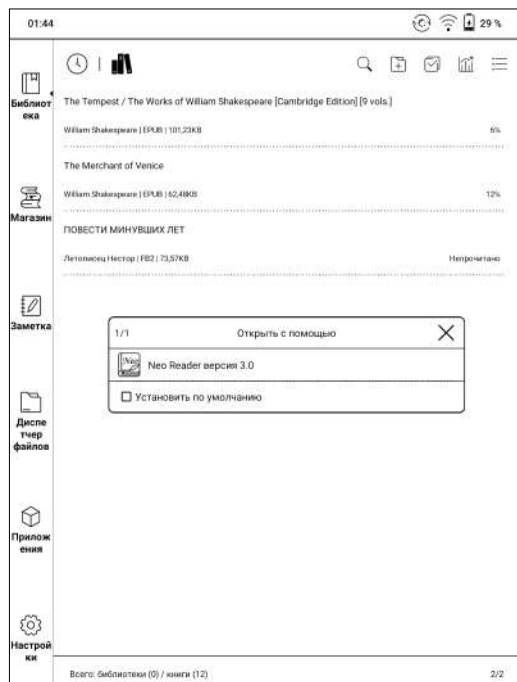 01:44
29 %
Библиот
ека
The Tempest / The Works of William Shakespeare [Cambridge Edition] [9 vols.]
William Shakespeare | EPUB | 101,23KB
6%
The Merchant of Venice
William Shakespeare | EPUB | 62,48KB
12%
Магазин
ПОВЕСТИ МИНУВШИХ ЛЕТ
Летописец Нестор | FB2 | 73,57KB
Непрочитано
Заметка
1/1
Открыть с помощью
Neo
Neo Reader версия 3.0
Установить по умолчанию
Диспе
тчер
файлов
Прилож
ения
Настрой
ки
Всего: библиотеки (0) / книги (12)
2/2